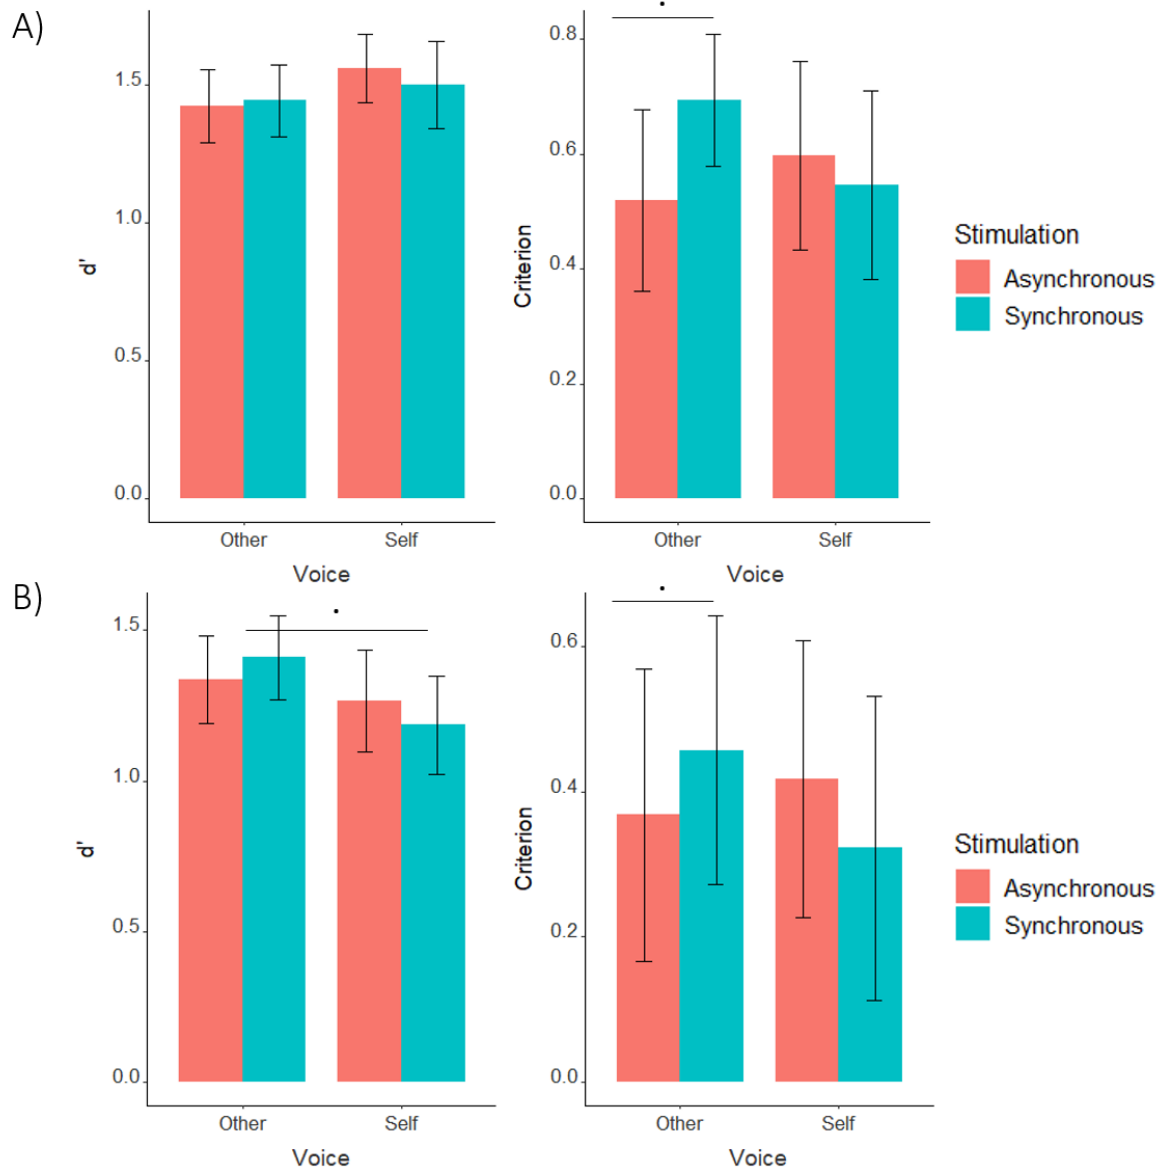 A)
d'
1.5
1.0
0.5
0.0
Other Self
Voice
Criterion
0.8
0.6
0.4
0.2
0.0
Other Self
Voice
Stimulation
Asynchronous
Synchronous
B)
d'
1.5
1.0
0.5
0.0
Other Self
Voice
Criterion
0.6
0.4
0.2
0.0
Other Self
Voice
Stimulation
Asynchronous
Synchronous